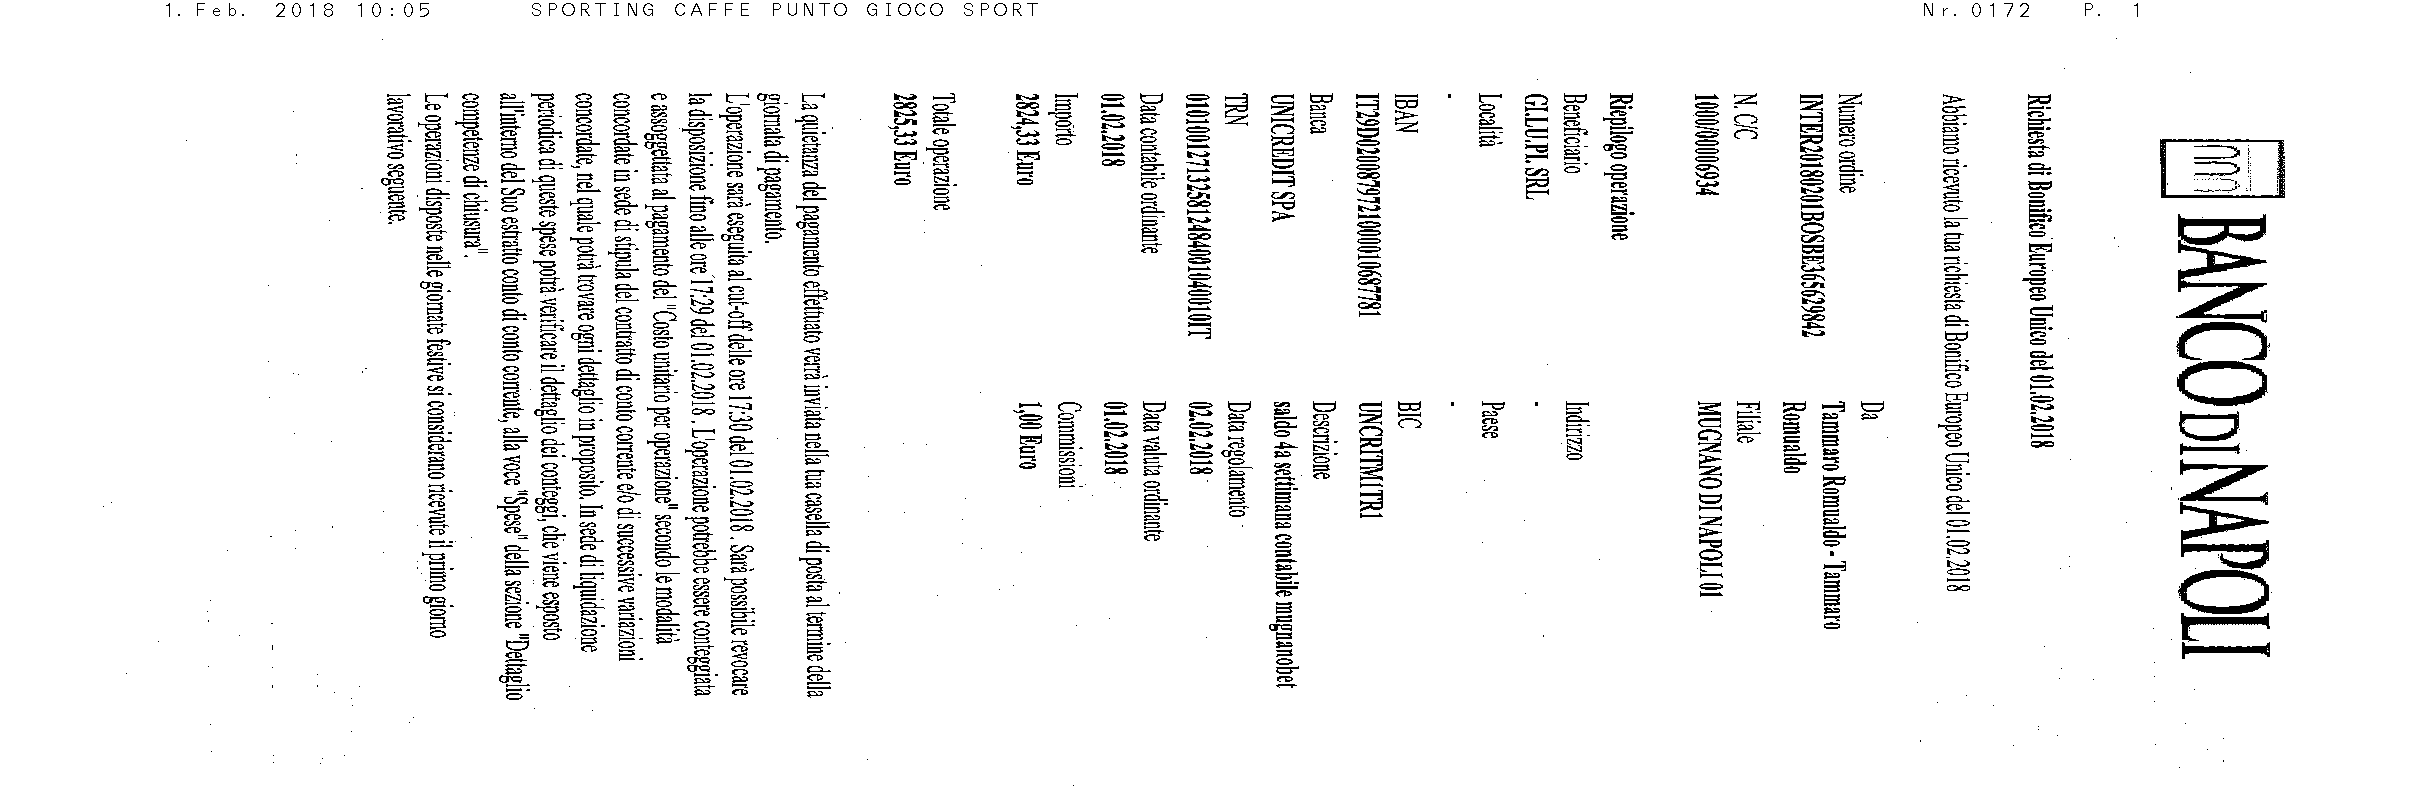 1. Feb. 2018 10:05 SPORTING CAFFE PUNTO GIOCO SPORT Nr. 0172 P. 1
BANCO DI NAPOLI
Richiesta di Bonifico Europeo Unico del 01.02.2018
Abbiamo ricevuto la tua richiesta di Bonifico Europeo Unico del 01.02.2018
Numero ordine
INTER20180201BOSBE365629842
Da
Tammaro Romualdo - Tammaro
Romualdo
N. C/C
1000/00006934
Filiale
MUGNANO DI NAPOLI 01
Riepilogo operazione
Beneficiario
GI.LU.PI. SRL
Indirizzo
-
Località
-
Paese
-
IBAN
IT29D0200879721000010687781
BIC
UNCRITM1TR1
Banca
UNICREDIT SPA
Descrizione
saldo 4a settimana contabile mugnanobet
TRN
0101001271325812484001040010IT
Data regolamento
02.02.2018
Data contabile ordinante
01.02.2018
Data valuta ordinante
01.02.2018
Importo
2824,33 Euro
Commissioni
1,00 Euro
Totale operazione
2825,33 Euro
La quietanza del pagamento effettuato verrà inviata nella tua casella di posta al termine della
giornata di pagamento.
L'operazione sarà eseguita al cut-off delle ore 17:30 del 01.02.2018 . Sarà possibile revocare
la disposizione fino alle ore 17:29 del 01.02.2018 . L'operazione potrebbe essere conteggiata
e assoggettata al pagamento del "Costo unitario per operazione" secondo le modalità
concordate in sede di stipula del contratto di conto corrente e/o di successive variazioni
concordate, nel quale potrà trovare ogni dettaglio in proposito. In sede di liquidazione
periodica di queste spese potrà verificare il dettaglio dei conteggi, che viene esposto
all'interno del Suo estratto conto di conto corrente, alla voce "Spese" della sezione "Dettaglio
competenze di chiusura".
Le operazioni disposte nelle giornate festive si considerano ricevute il primo giorno
lavorativo seguente.